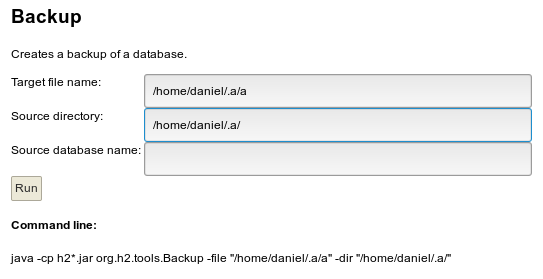 Backup
Creates a backup of a database.
Target file name: /home/daniel/.a/a
Source directory: /home/daniel/.a/
Source database name:
Run
Command line:
java -cp h2*.jar org.h2.tools.Backup -file "/home/daniel/.a/a" -dir "/home/daniel/.a/"